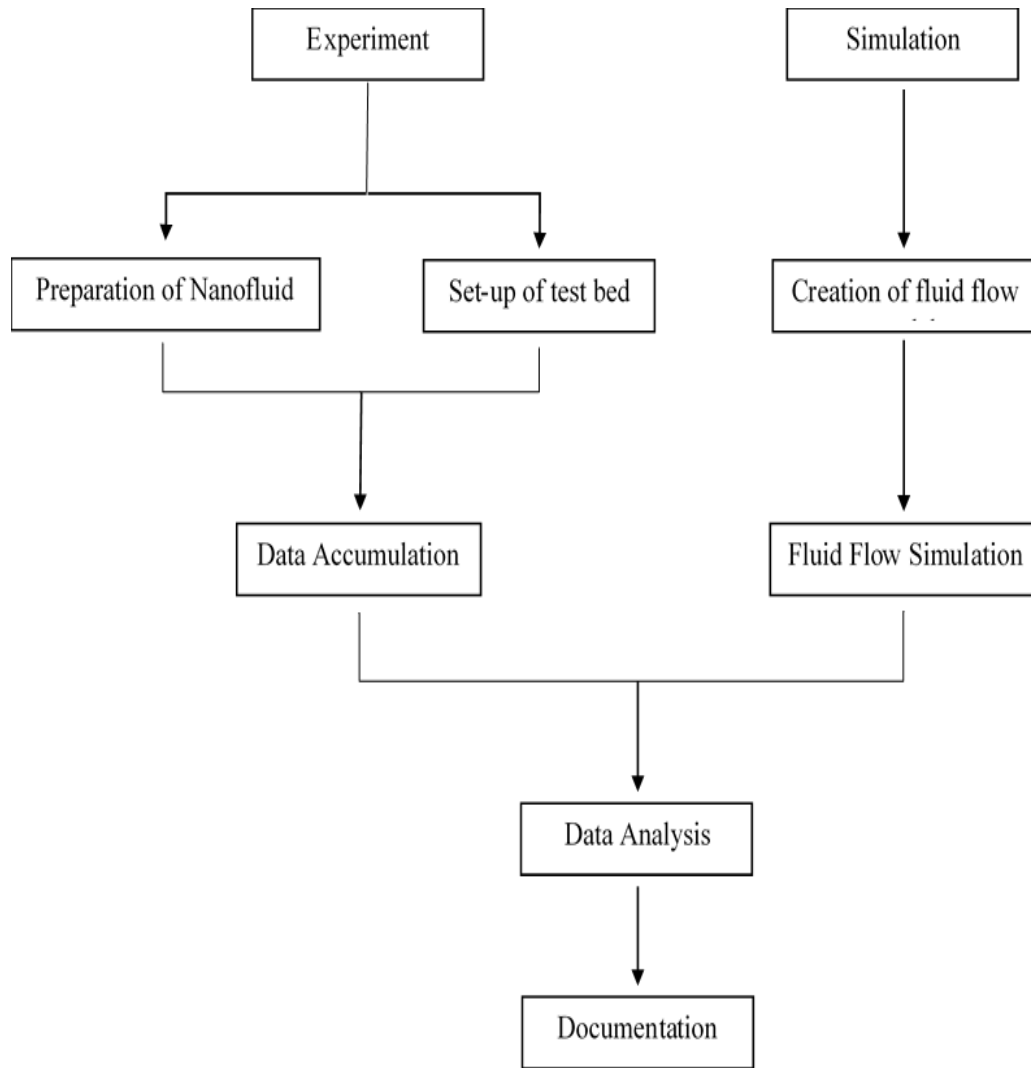 Experiment
Simulation
Preparation of Nanofluid
Set-up of test bed
Creation of fluid flow
Data Accumulation
Fluid Flow Simulation
Data Analysis
Documentation